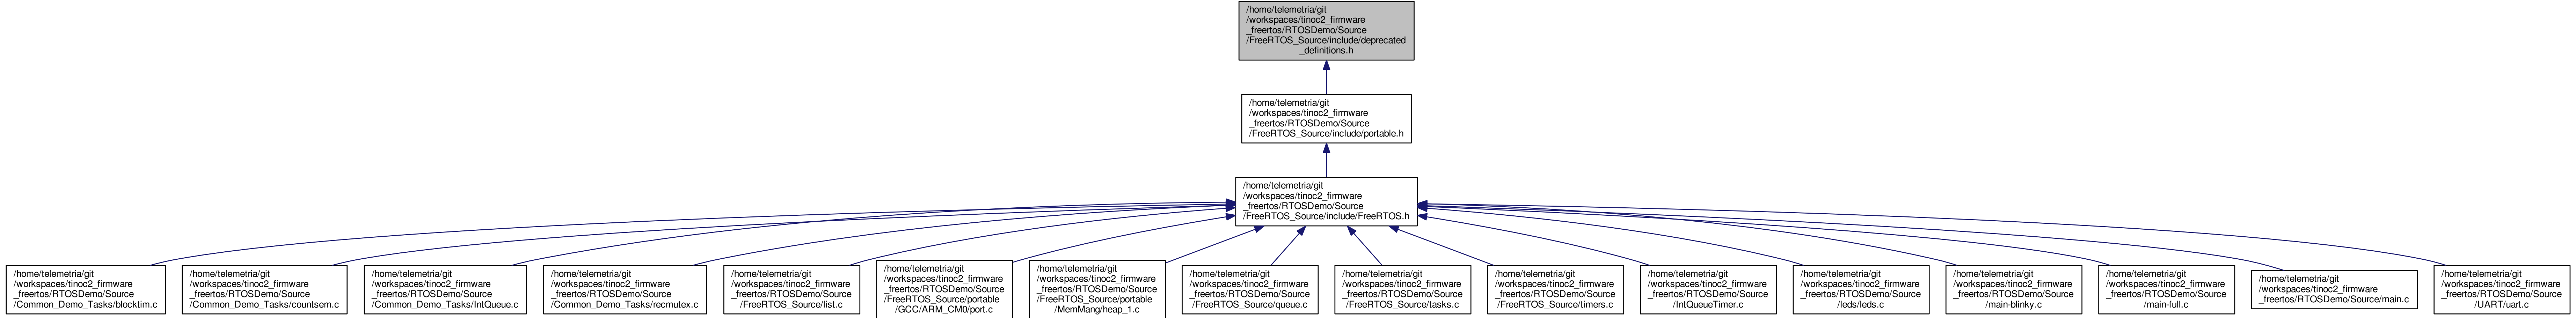 /home/telemetria/git
/workspaces/tinoc2_firmware
_freertos/RTOSDemo/Source
/FreeRTOS_Source/include/deprecated
_definitions.h
/home/telemetria/git
/workspaces/tinoc2_firmware
_freertos/RTOSDemo/Source
/FreeRTOS_Source/include/portable.h
/home/telemetria/git
/workspaces/tinoc2_firmware
_freertos/RTOSDemo/Source
/FreeRTOS_Source/include/FreeRTOS.h
/home/telemetria/git
/workspaces/tinoc2_firmware
_freertos/RTOSDemo/Source
/Common_Demo_Tasks/blocktim.c
/home/telemetria/git
/workspaces/tinoc2_firmware
_freertos/RTOSDemo/Source
/Common_Demo_Tasks/countsem.c
/home/telemetria/git
/workspaces/tinoc2_firmware
_freertos/RTOSDemo/Source
/Common_Demo_Tasks/IntQueue.c
/home/telemetria/git
/workspaces/tinoc2_firmware
_freertos/RTOSDemo/Source
/Common_Demo_Tasks/recmutex.c
/home/telemetria/git
/workspaces/tinoc2_firmware
_freertos/RTOSDemo/Source
/FreeRTOS_Source/list.c
/home/telemetria/git
/workspaces/tinoc2_firmware
_freertos/RTOSDemo/Source
/FreeRTOS_Source/portable
/GCC/ARM_CM0/port.c
/home/telemetria/git
/workspaces/tinoc2_firmware
_freertos/RTOSDemo/Source
/FreeRTOS_Source/portable
/MemMang/heap_1.c
/home/telemetria/git
/workspaces/tinoc2_firmware
_freertos/RTOSDemo/Source
/FreeRTOS_Source/queue.c
/home/telemetria/git
/workspaces/tinoc2_firmware
_freertos/RTOSDemo/Source
/FreeRTOS_Source/tasks.c
/home/telemetria/git
/workspaces/tinoc2_firmware
_freertos/RTOSDemo/Source
/FreeRTOS_Source/timers.c
/home/telemetria/git
/workspaces/tinoc2_firmware
_freertos/RTOSDemo/Source
/IntQueueTimer.c
/home/telemetria/git
/workspaces/tinoc2_firmware
_freertos/RTOSDemo/Source
/leds/leds.c
/home/telemetria/git
/workspaces/tinoc2_firmware
_freertos/RTOSDemo/Source
/main-blinky.c
/home/telemetria/git
/workspaces/tinoc2_firmware
_freertos/RTOSDemo/Source
/main-full.c
/home/telemetria/git
/workspaces/tinoc2_firmware
_freertos/RTOSDemo/Source/main.c
/home/telemetria/git
/workspaces/tinoc2_firmware
_freertos/RTOSDemo/Source
/UART/uart.c